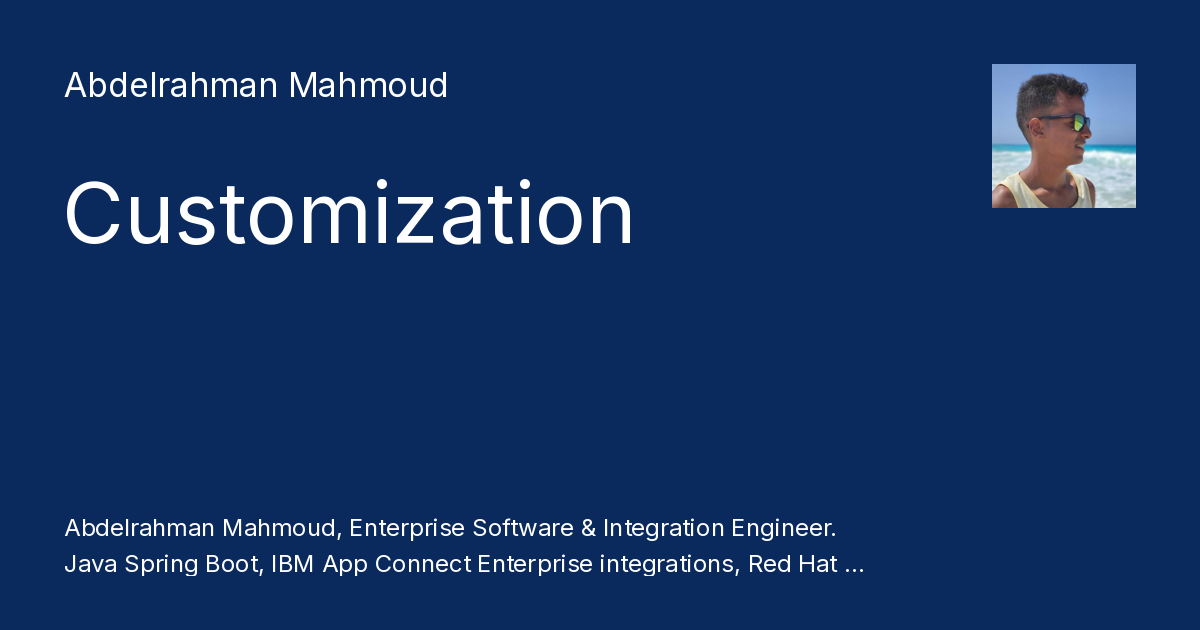 Abdelrahman Mahmoud
Customization
Abdelrahman Mahmoud, Enterprise Software & Integration Engineer.
Java Spring Boot, IBM App Connect Enterprise integrations, Red Hat …